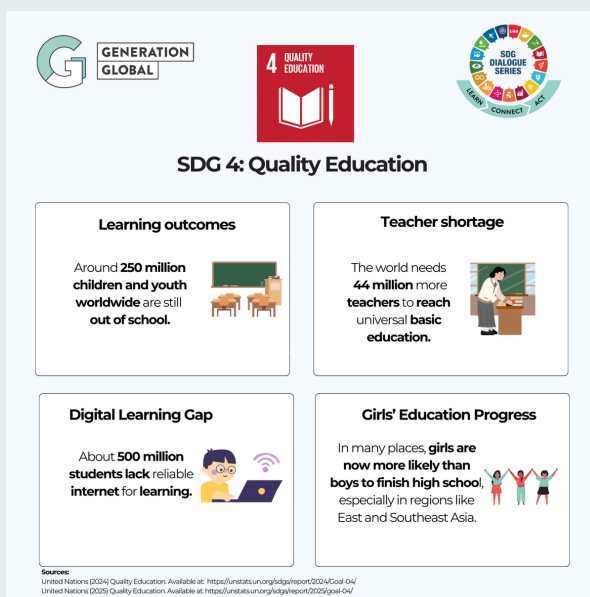 GENERATION
GLOBAL
4 QUALITY
EDUCATION
SDG
DIALOGUE
SERIES
LEARN CONNECT ACT
SDG 4: Quality Education
Learning outcomes
Around 250 million
children and youth
worldwide are still
out of school.
Teacher shortage
The world needs
44 million more
teachers to reach
universal basic
education.
Digital Learning Gap
About 500 million
students lack reliable
internet for learning.
Girls' Education Progress
In many places, girls are
now more likely than
boys to finish high school,
especially in regions like
East and Southeast Asia.
Sources:
United Nations (2024) Quality Education. Available at: https://unstats.un.org/sdgs/report/2024/Goal-04/
United Nations (2025) Quality Education. Available at: https://unstats.un.org/sdgs/report/2025/goal-04/